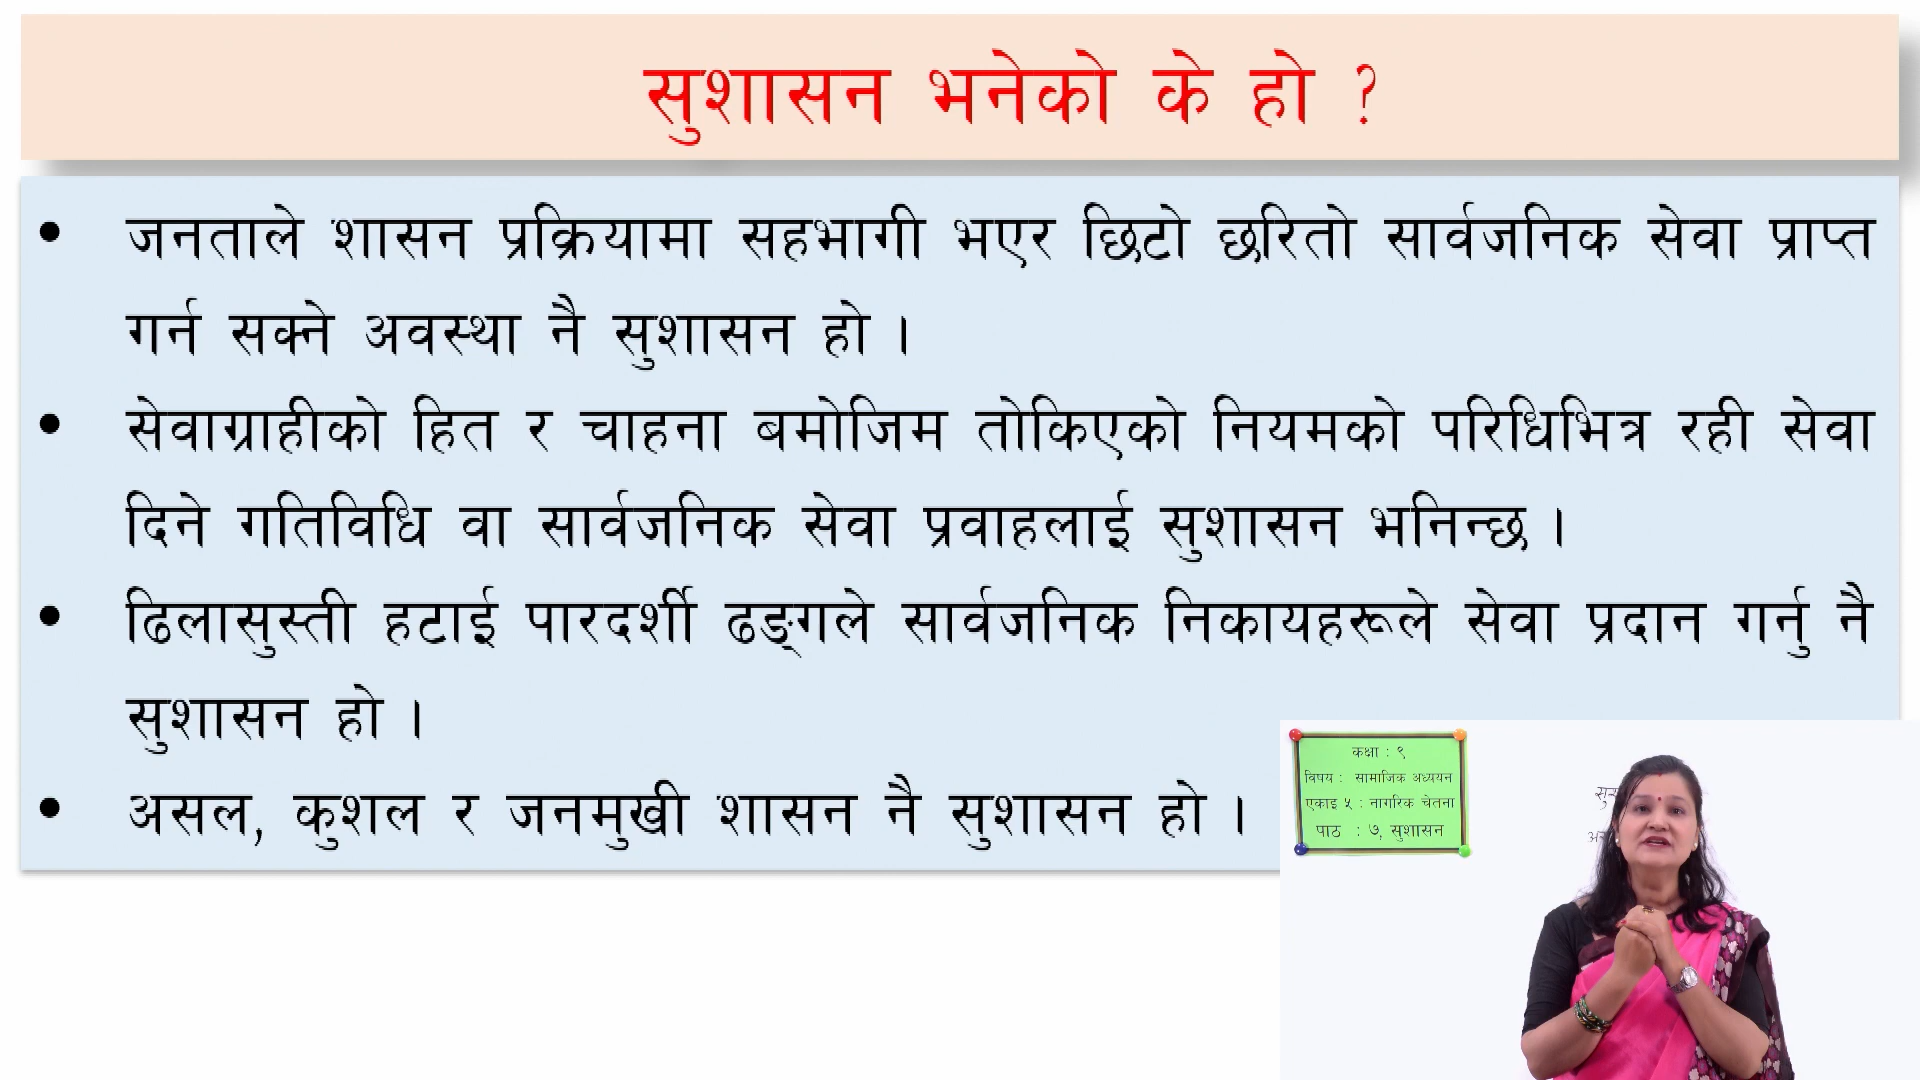 सुशासन भनेको के हो ?
• जनताले शासन प्रक्रियामा सहभागी भएर छिटो छरितो सार्वजनिक सेवा प्राप्त
गर्न सक्ने अवस्था नै सुशासन हो ।
• सेवाग्राहीको हित र चाहना बमोजिम तोकिएको नियमको परिधिभित्र रही सेवा
दिने गतिविधि वा सार्वजनिक सेवा प्रवाहलाई सुशासन भनिन्छ ।
• ढिलासुस्ती हटाई पारदर्शी ढङ्गले सार्वजनिक निकायहरूले सेवा प्रदान गर्नु नै
सुशासन हो ।
• असल, कुशल र जनमुखी शासन नै सुशासन हो ।
कक्षा : ९
विषय : सामाजिक अध्ययन
एकाइ ५ : नागरिक चेतना
पाठ : ७, सुशासन